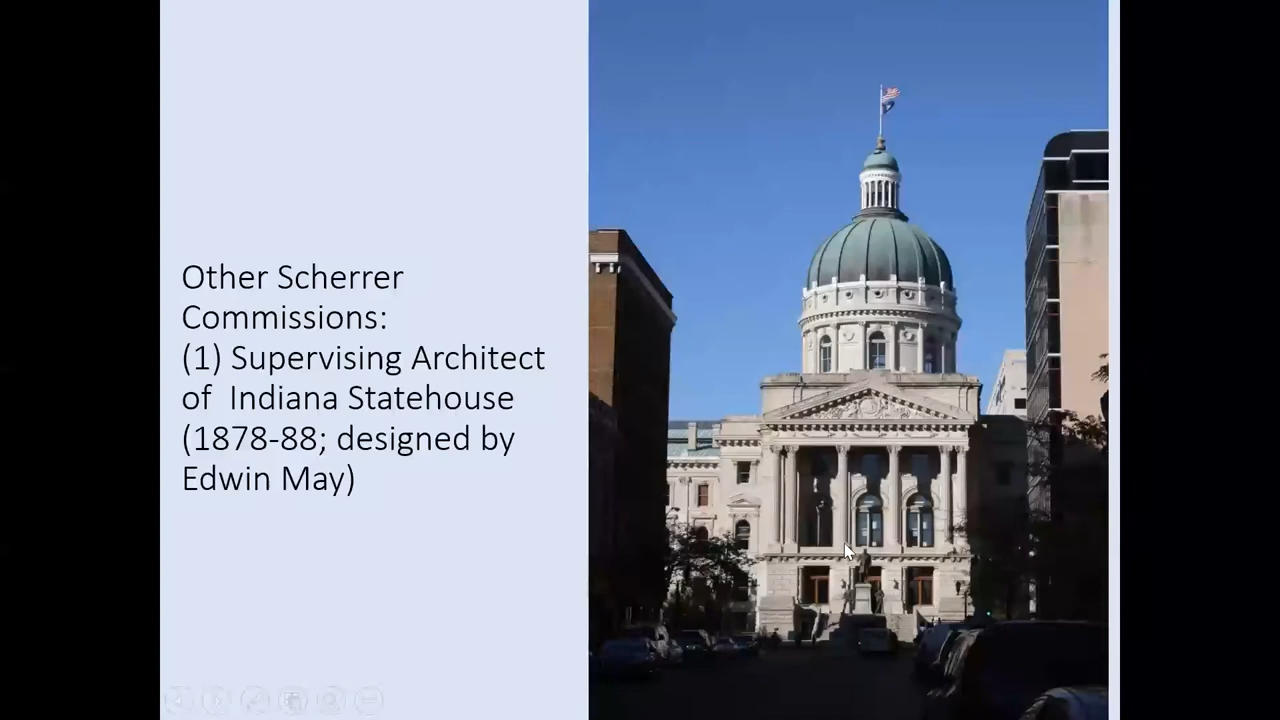 Other Scherrer
Commissions:
(1) Supervising Architect
of  Indiana Statehouse
(1878-88; designed by
Edwin May)